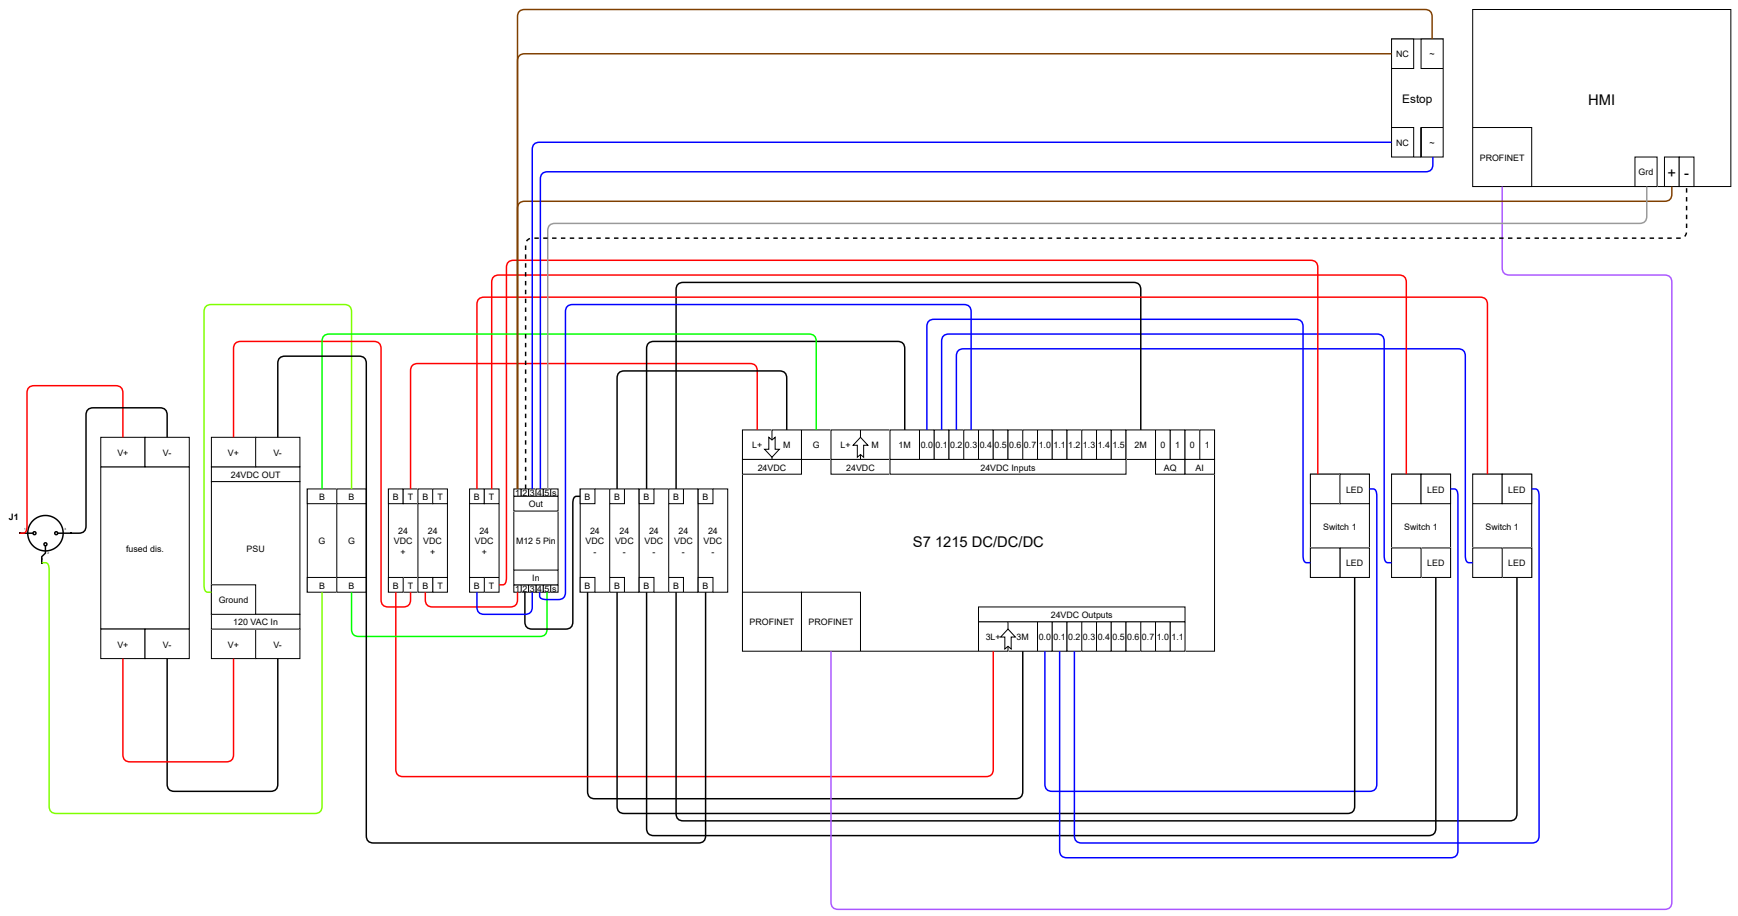 NC ~
Estop
NC ~
HMI
PROFINET
Grd + -
J1
V+ V-
fused dis.
V+ V-
V+ V-
24VDC OUT
PSU
Ground
120 VAC In
V+ V-
B B
G G
B B
B T B T
24 VDC + 24 VDC +
B T B T
B T
24 VDC +
B T
1 2 3 4 5 s
Out
M12 5 Pin
In
1 2 3 4 5 s
B B B B B
24 VDC - 24 VDC - 24 VDC - 24 VDC - 24 VDC -
B B B B B
L+ M G L+ M 1M 0.0 0.1 0.2 0.3 0.4 0.5 0.6 0.7 1.0 1.1 1.2 1.3 1.4 1.5 2M 0 1 0 1
24VDC 24VDC 24VDC Inputs AQ AI
S7 1215 DC/DC/DC
PROFINET PROFINET
24VDC Outputs
3L+ 3M 0.0 0.1 0.2 0.3 0.4 0.5 0.6 0.7 1.0 1.1
LED LED LED
Switch 1 Switch 1 Switch 1
LED LED LED